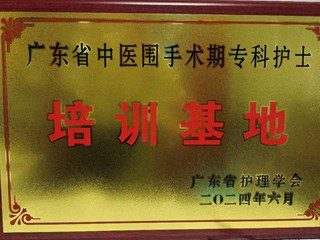 广东省中医围手术期专科护士
培训基地
广东省护理学会
二〇二四年六月